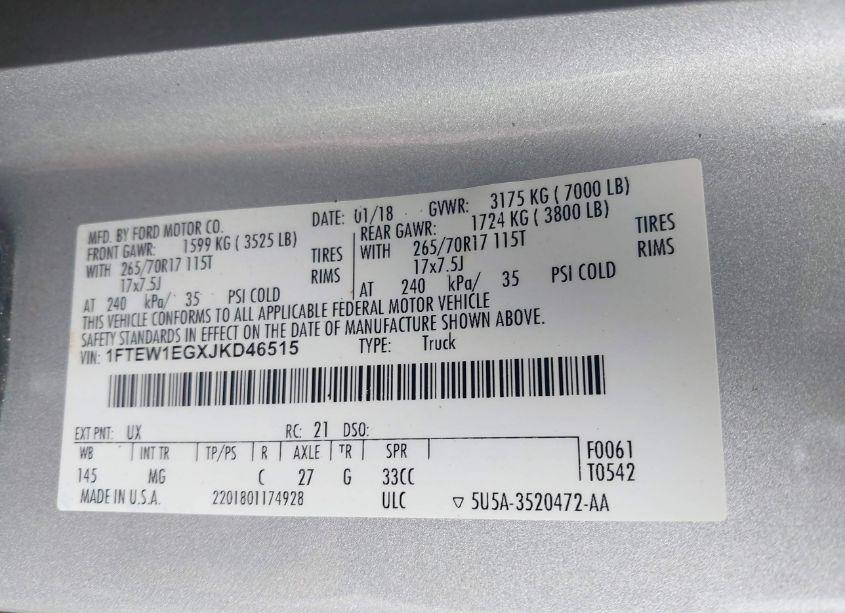 MFD. BY FORD MOTOR CO. DATE: 01/18 GVWR: 3175 KG ( 7000 LB)
FRONT GAWR: 1599 KG ( 3525 LB) REAR GAWR: 1724 KG ( 3800 LB)
WITH 265/70R17 115T TIRES WITH 265/70R17 115T TIRES
17x7.5J RIMS 17x7.5J RIMS
AT 240 kPa/ 35 PSI COLD AT 240 kPa/ 35 PSI COLD
THIS VEHICLE CONFORMS TO ALL APPLICABLE FEDERAL MOTOR VEHICLE
SAFETY STANDARDS IN EFFECT ON THE DATE OF MANUFACTURE SHOWN ABOVE.
VIN: 1FTEW1EGXJKD46515 TYPE: Truck
EXT PNT: UX RC: 21 DSO:
WB INT TR TP/PS R AXLE TR SPR F0061
145 MG C 27 G 33CC T0542
MADE IN U.S.A. 2201801174928 ULC ▽ 5U5A-3520472-AA